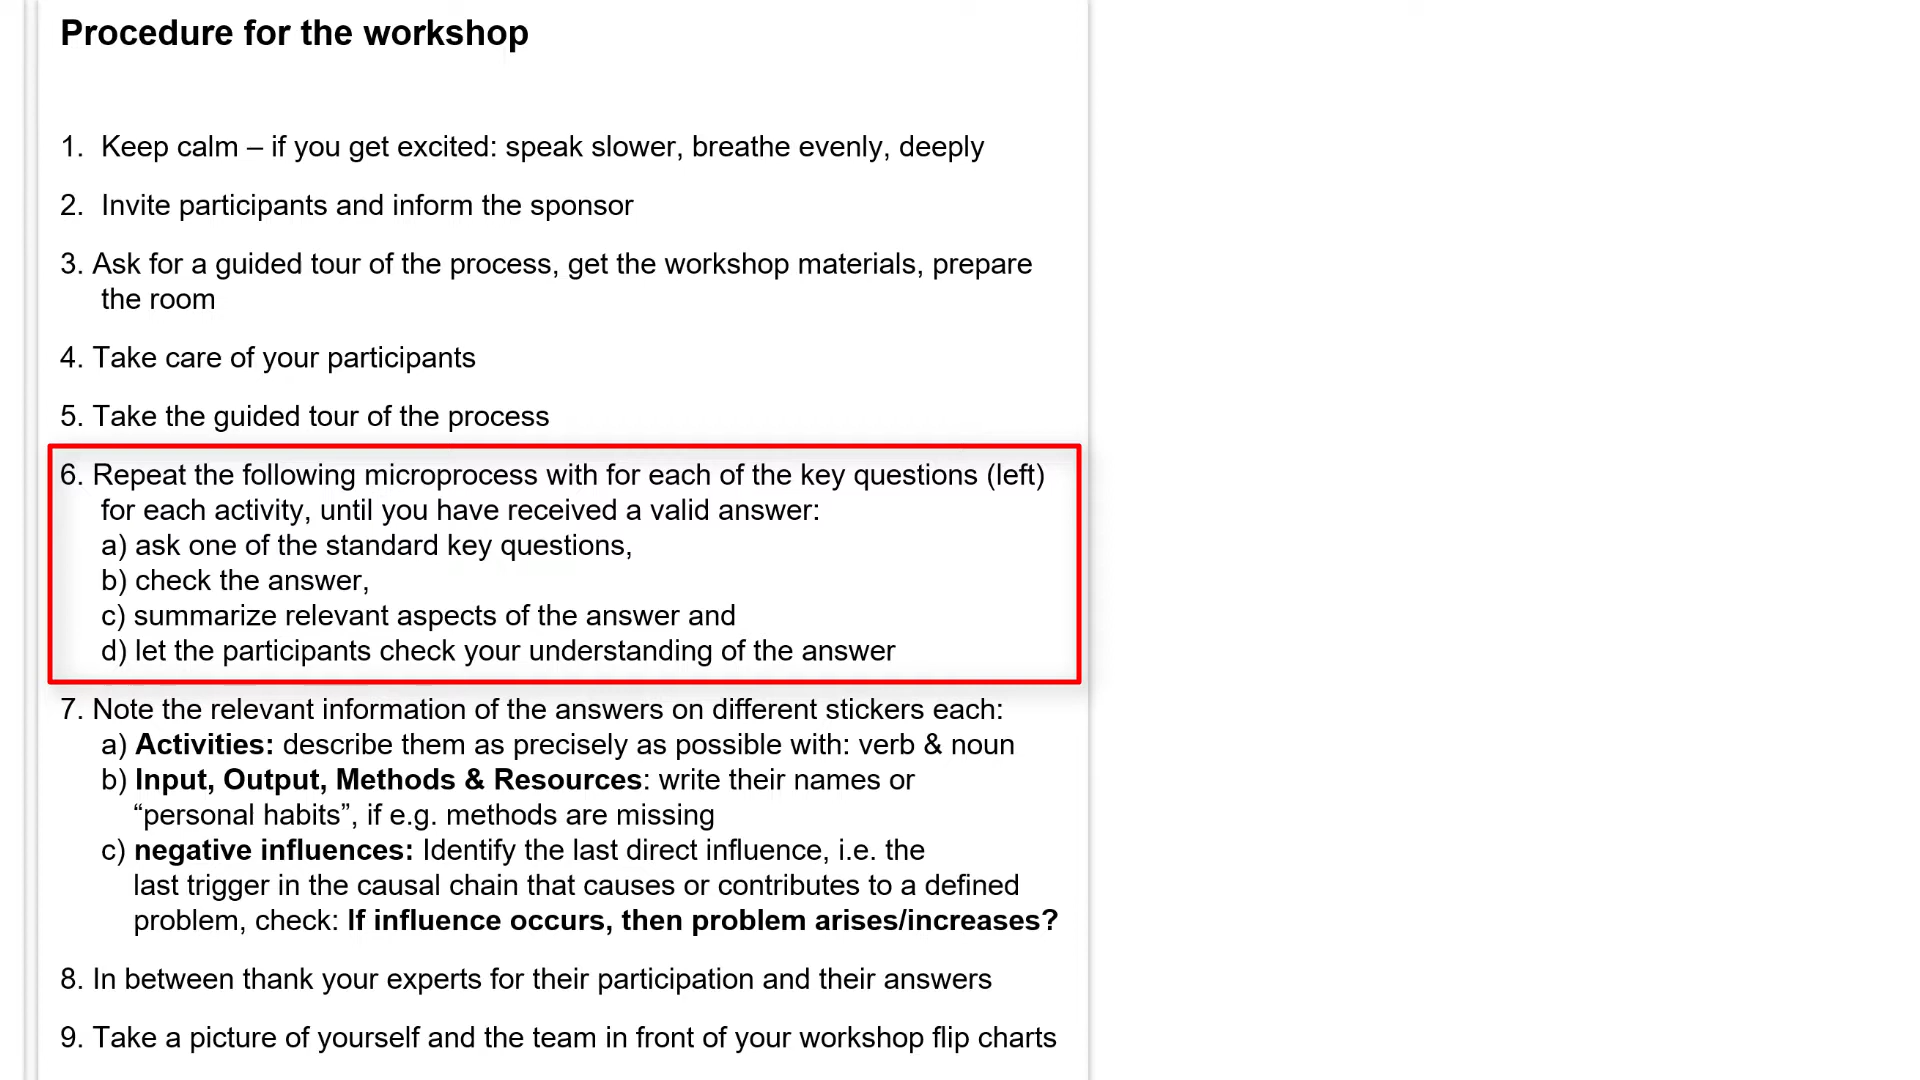 Procedure for the workshop
1. Keep calm – if you get excited: speak slower, breathe evenly, deeply
2. Invite participants and inform the sponsor
3. Ask for a guided tour of the process, get the workshop materials, prepare
the room
4. Take care of your participants
5. Take the guided tour of the process
6. Repeat the following microprocess with for each of the key questions (left)
for each activity, until you have received a valid answer:
a) ask one of the standard key questions,
b) check the answer,
c) summarize relevant aspects of the answer and
d) let the participants check your understanding of the answer
7. Note the relevant information of the answers on different stickers each:
a) Activities: describe them as precisely as possible with: verb & noun
b) Input, Output, Methods & Resources: write their names or
“personal habits”, if e.g. methods are missing
c) negative influences: Identify the last direct influence, i.e. the
last trigger in the causal chain that causes or contributes to a defined
problem, check: If influence occurs, then problem arises/increases?
8. In between thank your experts for their participation and their answers
9. Take a picture of yourself and the team in front of your workshop flip charts